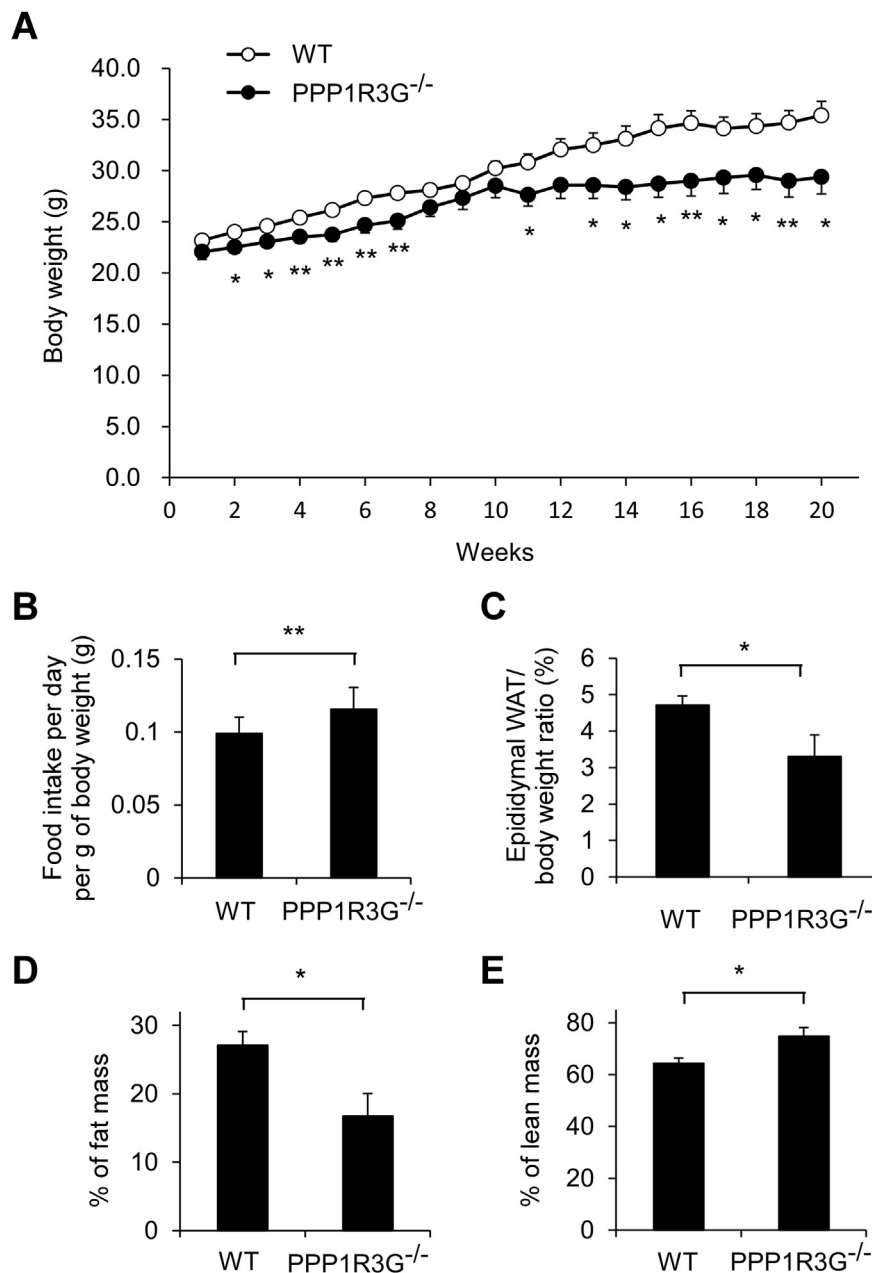 A
WT
PPP1R3G-/-
40.0
35.0
30.0
25.0
20.0
15.0
10.0
5.0
0.0
Body weight (g)
* * ** ** ** ** * * * * ** * * ** *
0 2 4 6 8 10 12 14 16 18 20
Weeks
B
**
0.15
0.1
0.05
0
Food intake per day
per g of body weight (g)
WT PPP1R3G-/-
C
*
6
5
4
3
2
1
0
Epididymal WAT/
body weight ratio (%)
WT PPP1R3G-/-
D
*
30
20
10
0
% of fat mass
WT PPP1R3G-/-
E
*
80
60
40
20
0
% of lean mass
WT PPP1R3G-/-